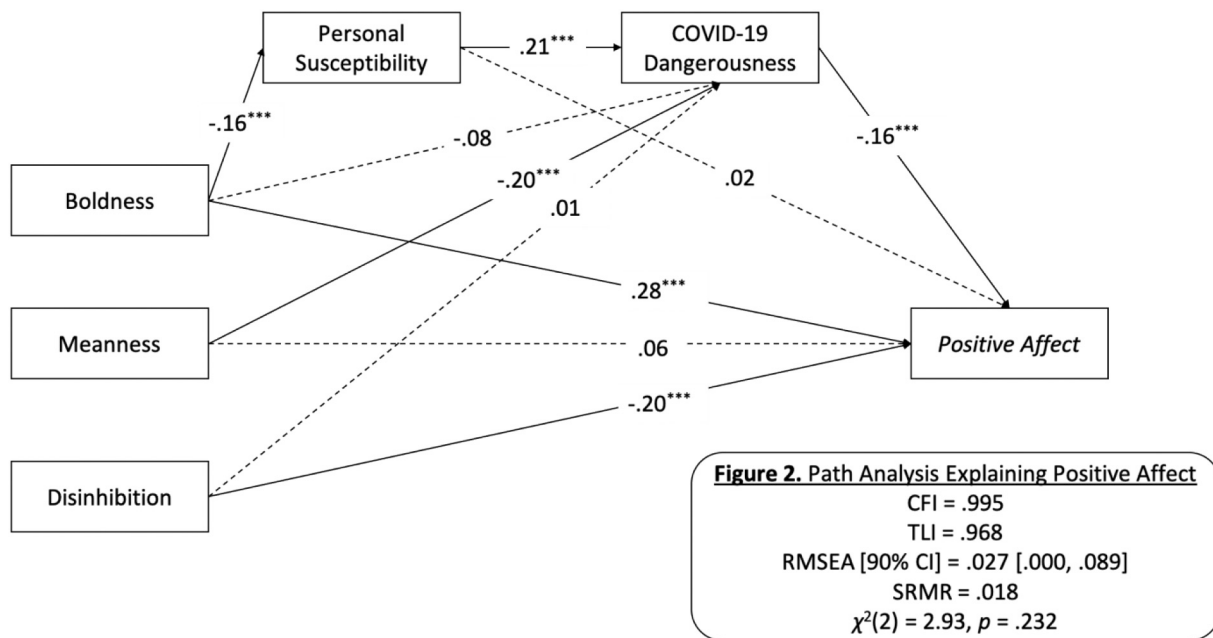 Personal
Susceptibility
.21***
COVID-19
Dangerousness
-.16***
-.08
-.16***
-.20***
.02
Boldness
.01
.28***
Meanness
.06
Positive Affect
-.20***
Disinhibition
Figure 2. Path Analysis Explaining Positive Affect
CFI = .995
TLI = .968
RMSEA [90% CI] = .027 [.000, .089]
SRMR = .018
χ²(2) = 2.93, p = .232